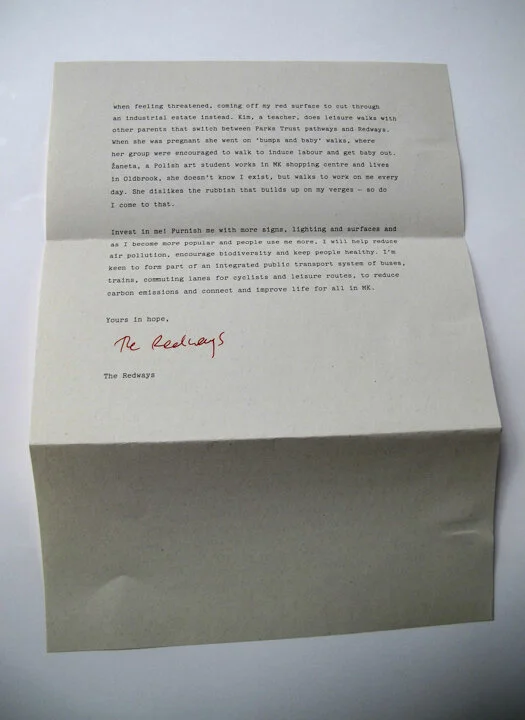 when feeling threatened, coming off my red surface to cut through
an industrial estate instead. Kim, a teacher, does leisure walks with
other parents that switch between Parks Trust pathways and Redways.
When she was pregnant she went on 'bumps and baby' walks, where
her group were encouraged to walk to induce labour and get baby out.
Žaneta, a Polish art student works in MK shopping centre and lives
in Oldbrook, she doesn't know I exist, but walks to work on me every
day. She dislikes the rubbish that builds up on my verges – so do
I come to that.
Invest in me! Furnish me with more signs, lighting and surfaces and
as I become more popular and people use me more, I will help reduce
air pollution, encourage biodiversity and keep people healthy. I'm
keen to form part of an integrated public transport system of buses,
trains, commuting lanes for cyclists and leisure routes, to reduce
carbon emissions and connect and improve life for all in MK.
Yours in hope,
The Redways
The Redways